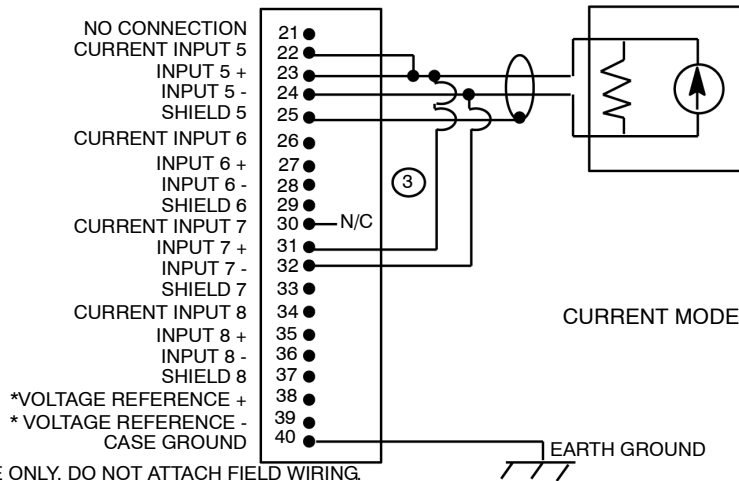 NO CONNECTION 21
CURRENT INPUT 5 22
INPUT 5 + 23
INPUT 5 - 24
SHIELD 5 25
CURRENT INPUT 6 26
INPUT 6 + 27
INPUT 6 - 28
SHIELD 6 29
CURRENT INPUT 7 30 N/C
INPUT 7 + 31
INPUT 7 - 32
SHIELD 7 33
CURRENT INPUT 8 34
INPUT 8 + 35
INPUT 8 - 36
SHIELD 8 37
*VOLTAGE REFERENCE + 38
* VOLTAGE REFERENCE - 39
CASE GROUND 40
3
CURRENT MODE
EARTH GROUND
E ONLY. DO NOT ATTACH FIELD WIRING.